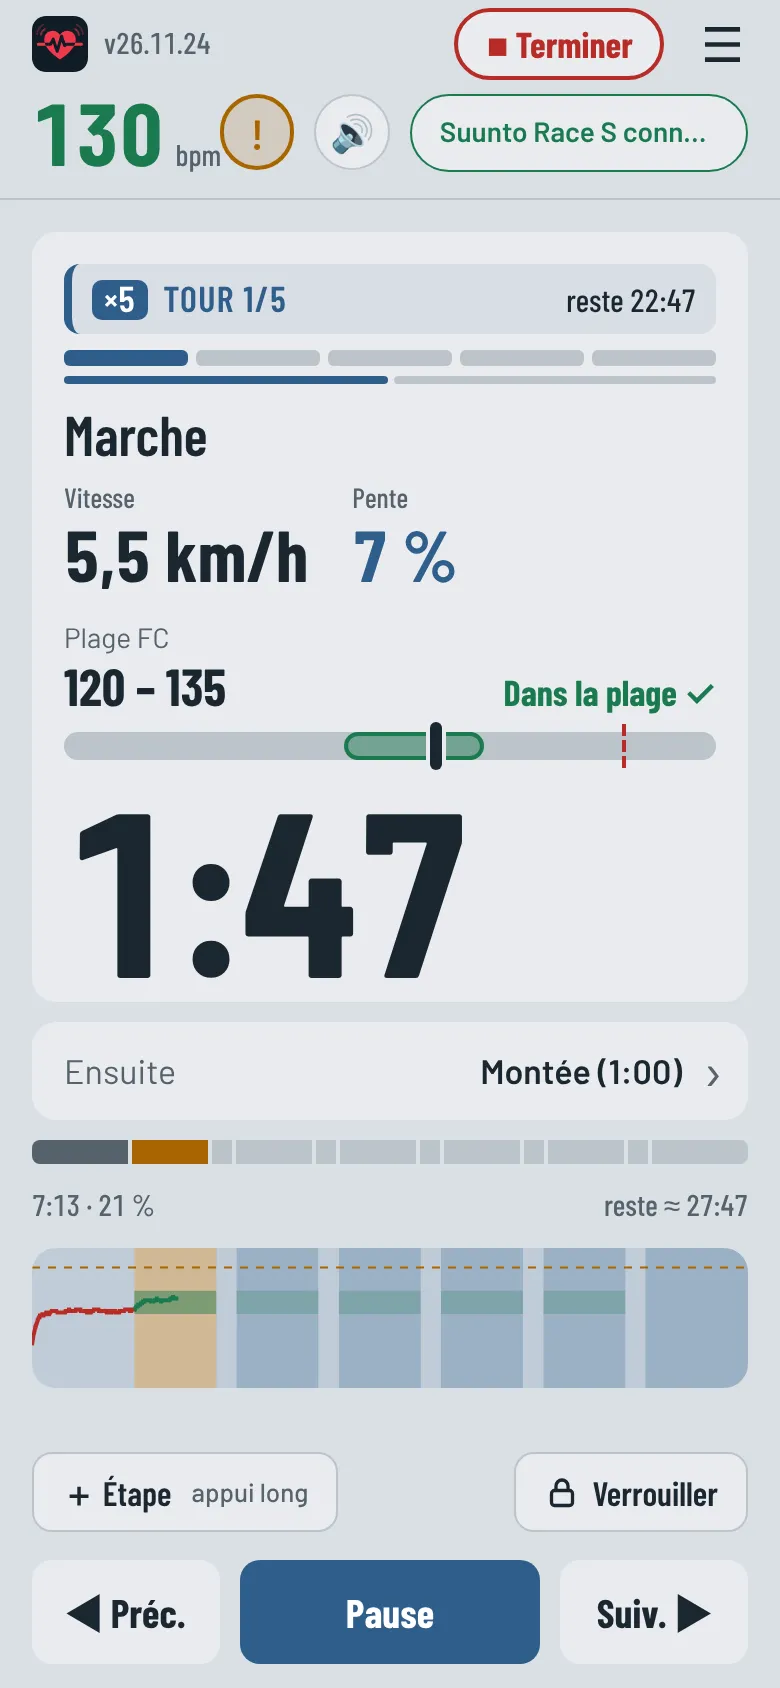 v26.11.24
■ Terminer
130 bpm
!
Suunto Race S conn...
×5 TOUR 1/5
reste 22:47
Marche
Vitesse
Pente
5,5 km/h
7 %
Plage FC
120 – 135
Dans la plage ✓
1:47
Ensuite
Montée (1:00) ›
7:13 · 21 %
reste ≈ 27:47
+ Étape appui long
Verrouiller
◀ Préc.
Pause
Suiv. ▶